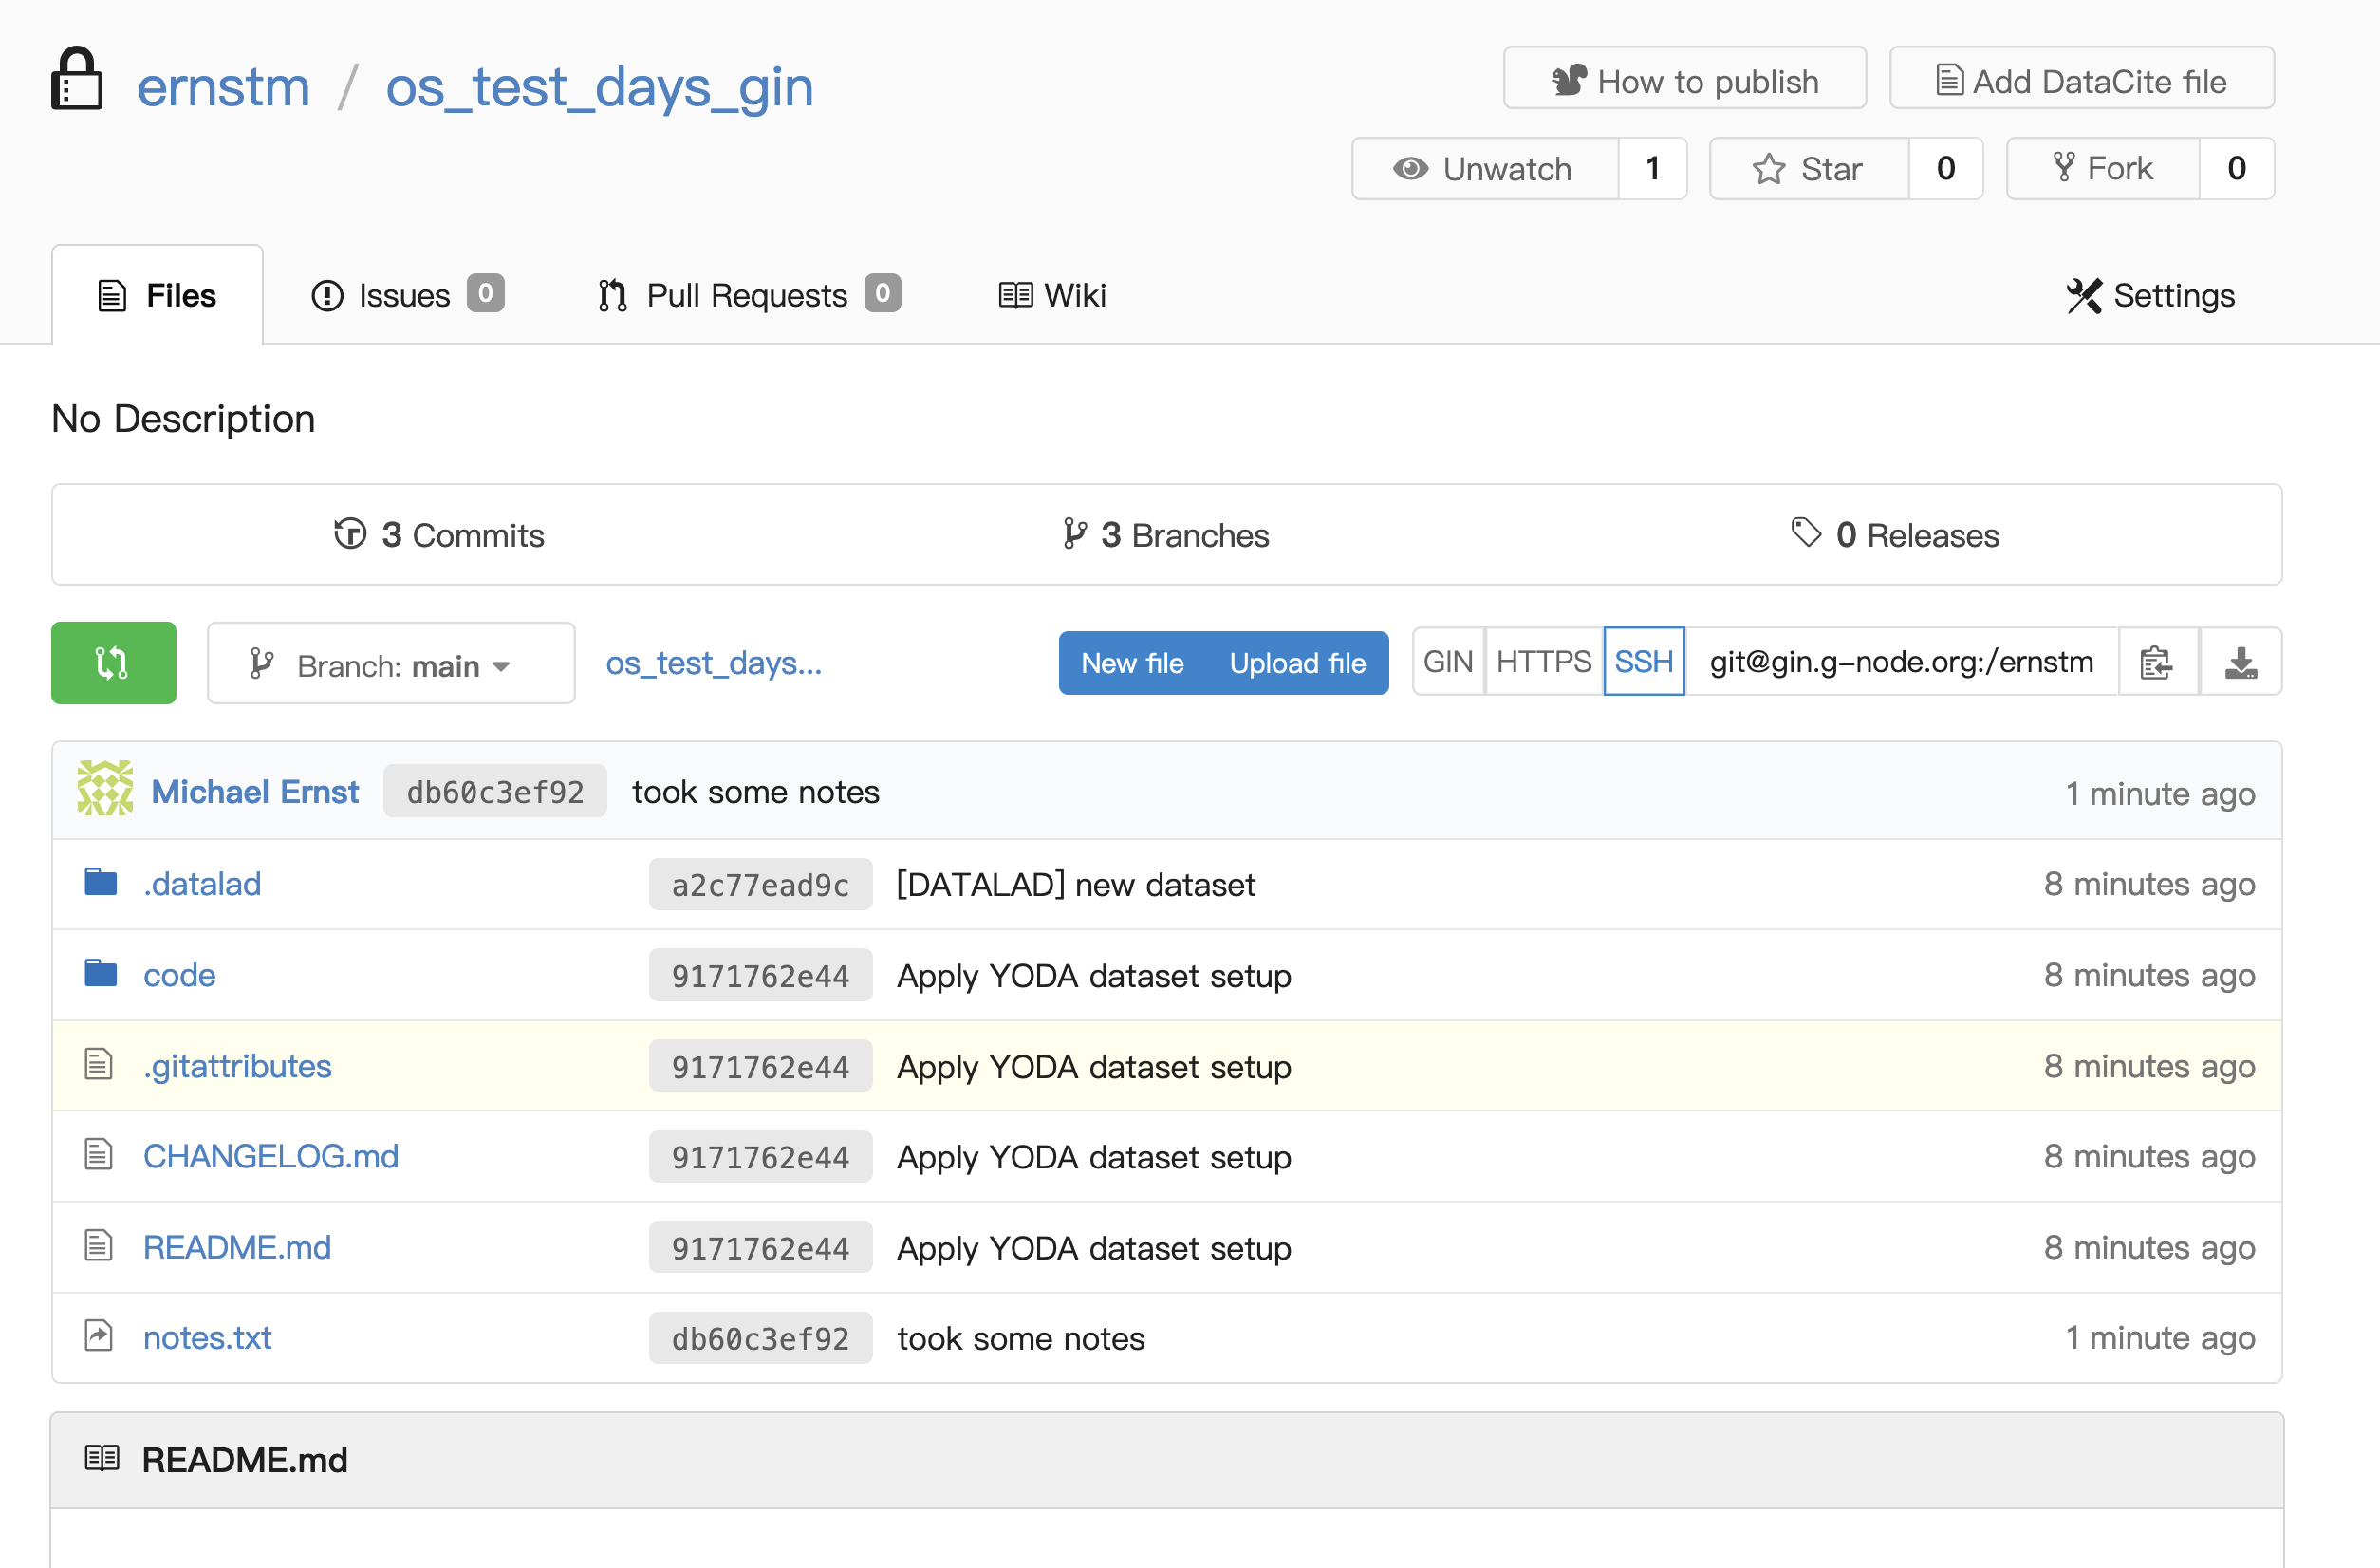 ernstm / os_test_days_gin
How to publish
Add DataCite file
Unwatch 1
Star 0
Fork 0
Files
Issues 0
Pull Requests 0
Wiki
Settings
No Description
3 Commits
3 Branches
0 Releases
Branch: main
os_test_days...
New file
Upload file
GIN
HTTPS
SSH
git@gin.g-node.org:/ernstm
Michael Ernst db60c3ef92 took some notes 1 minute ago
.datalad a2c77ead9c [DATALAD] new dataset 8 minutes ago
code 9171762e44 Apply YODA dataset setup 8 minutes ago
.gitattributes 9171762e44 Apply YODA dataset setup 8 minutes ago
CHANGELOG.md 9171762e44 Apply YODA dataset setup 8 minutes ago
README.md 9171762e44 Apply YODA dataset setup 8 minutes ago
notes.txt db60c3ef92 took some notes 1 minute ago
README.md